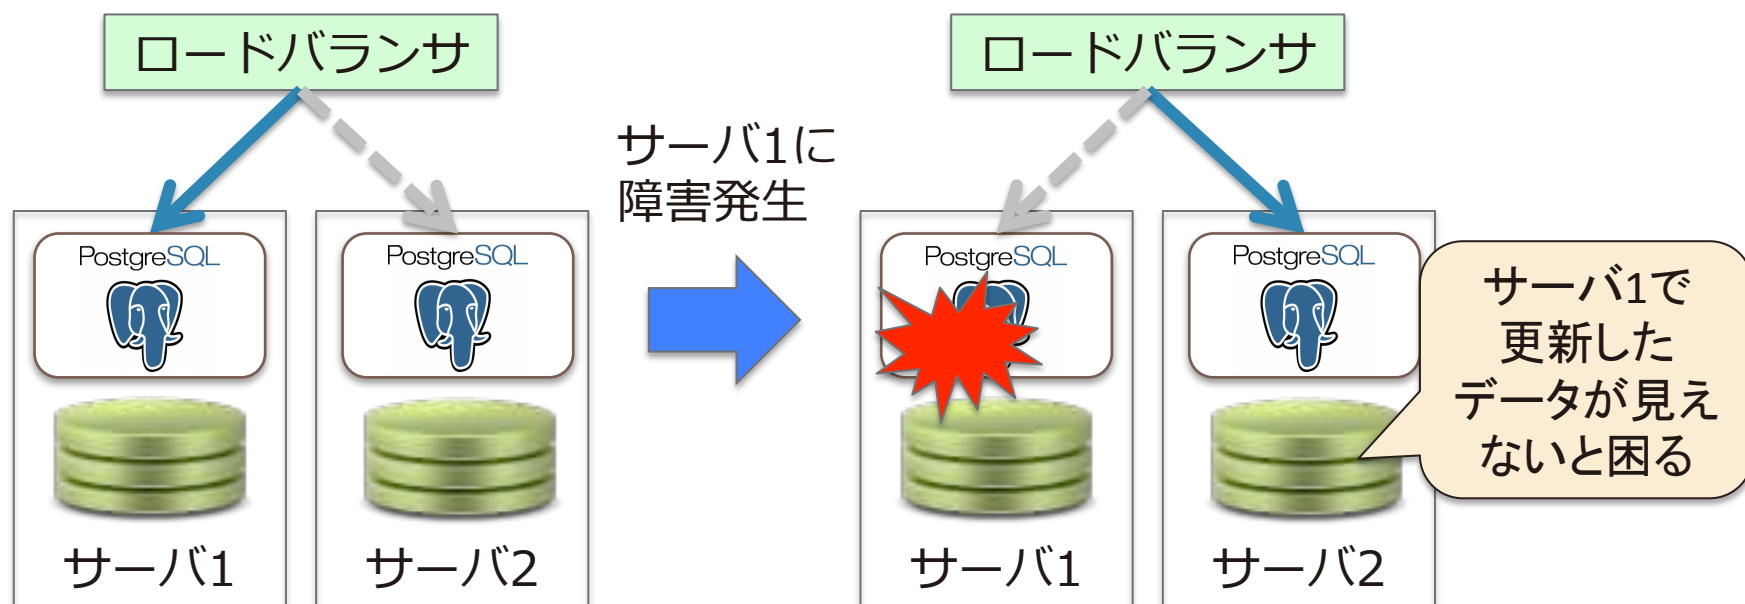 ロードバランサ
PostgreSQL
サーバ1
PostgreSQL
サーバ2
サーバ1に
障害発生
ロードバランサ
PostgreSQL
サーバ1
PostgreSQL
サーバ2
サーバ1で
更新した
データが見え
ないと困る